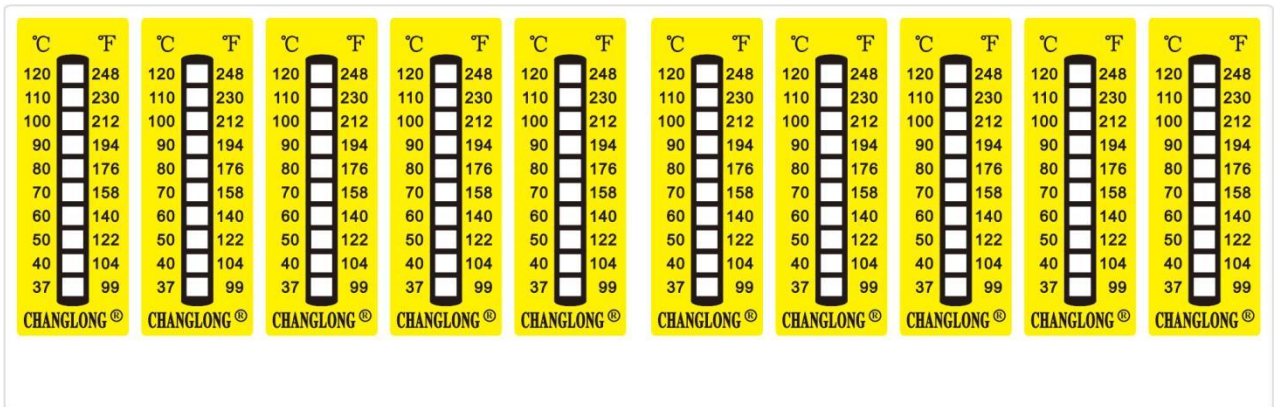 ℃ ℉ ℃ ℉ ℃ ℉ ℃ ℉ ℃ ℉ ℃ ℉ ℃ ℉ ℃ ℉ ℃ ℉ ℃ ℉
120 248 120 248 120 248 120 248 120 248 120 248 120 248 120 248 120 248 120 248
110 230 110 230 110 230 110 230 110 230 110 230 110 230 110 230 110 230 110 230
100 212 100 212 100 212 100 212 100 212 100 212 100 212 100 212 100 212 100 212
90 194 90 194 90 194 90 194 90 194 90 194 90 194 90 194 90 194 90 194
80 176 80 176 80 176 80 176 80 176 80 176 80 176 80 176 80 176 80 176
70 158 70 158 70 158 70 158 70 158 70 158 70 158 70 158 70 158 70 158
60 140 60 140 60 140 60 140 60 140 60 140 60 140 60 140 60 140 60 140
50 122 50 122 50 122 50 122 50 122 50 122 50 122 50 122 50 122 50 122
40 104 40 104 40 104 40 104 40 104 40 104 40 104 40 104 40 104 40 104
37 99 37 99 37 99 37 99 37 99 37 99 37 99 37 99 37 99 37 99
CHANGLONG ® CHANGLONG ® CHANGLONG ® CHANGLONG ® CHANGLONG ® CHANGLONG ® CHANGLONG ® CHANGLONG ® CHANGLONG ® CHANGLONG ®